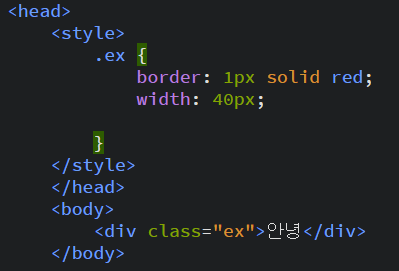 <head>
    <style>
        .ex {
            border: 1px solid red;
            width: 40px;

        }
    </style>
    </head>
    <body>
        <div class="ex">안녕</div>
    </body>